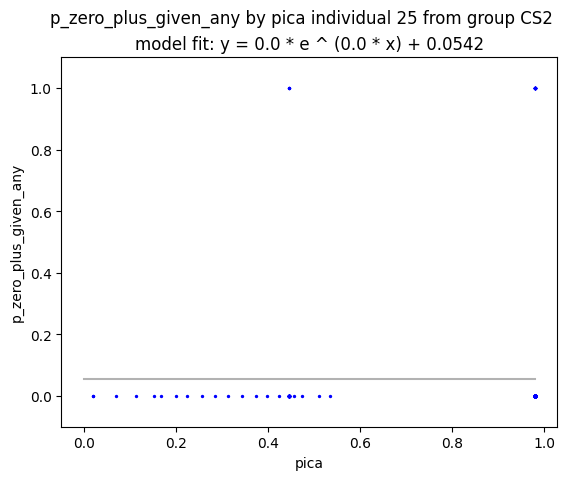 p_zero_plus_given_any by pica individual 25 from group CS2
model fit: y = 0.0 * e ^ (0.0 * x) + 0.0542
1.0
0.8
0.6
0.4
0.2
0.0
p_zero_plus_given_any
0.0 0.2 0.4 0.6 0.8 1.0
pica